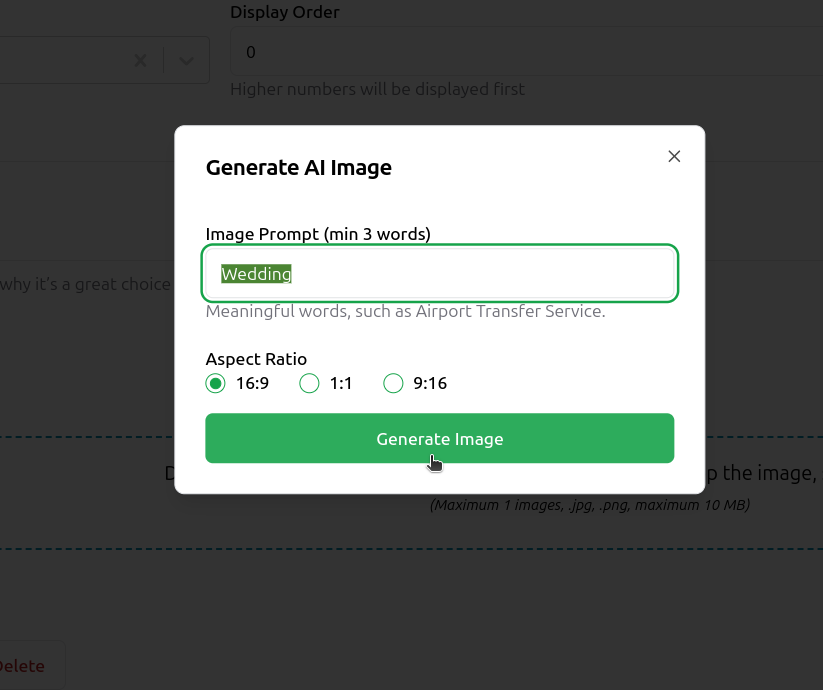 Display Order
0
Higher numbers will be displayed first
Generate AI Image
Image Prompt (min 3 words)
Wedding
why it's a great choice
Meaningful words, such as Airport Transfer Service.
Aspect Ratio
16:9 1:1 9:16
Generate Image
D p the image,
(Maximum 1 images, .jpg, .png, maximum 10 MB)
Delete